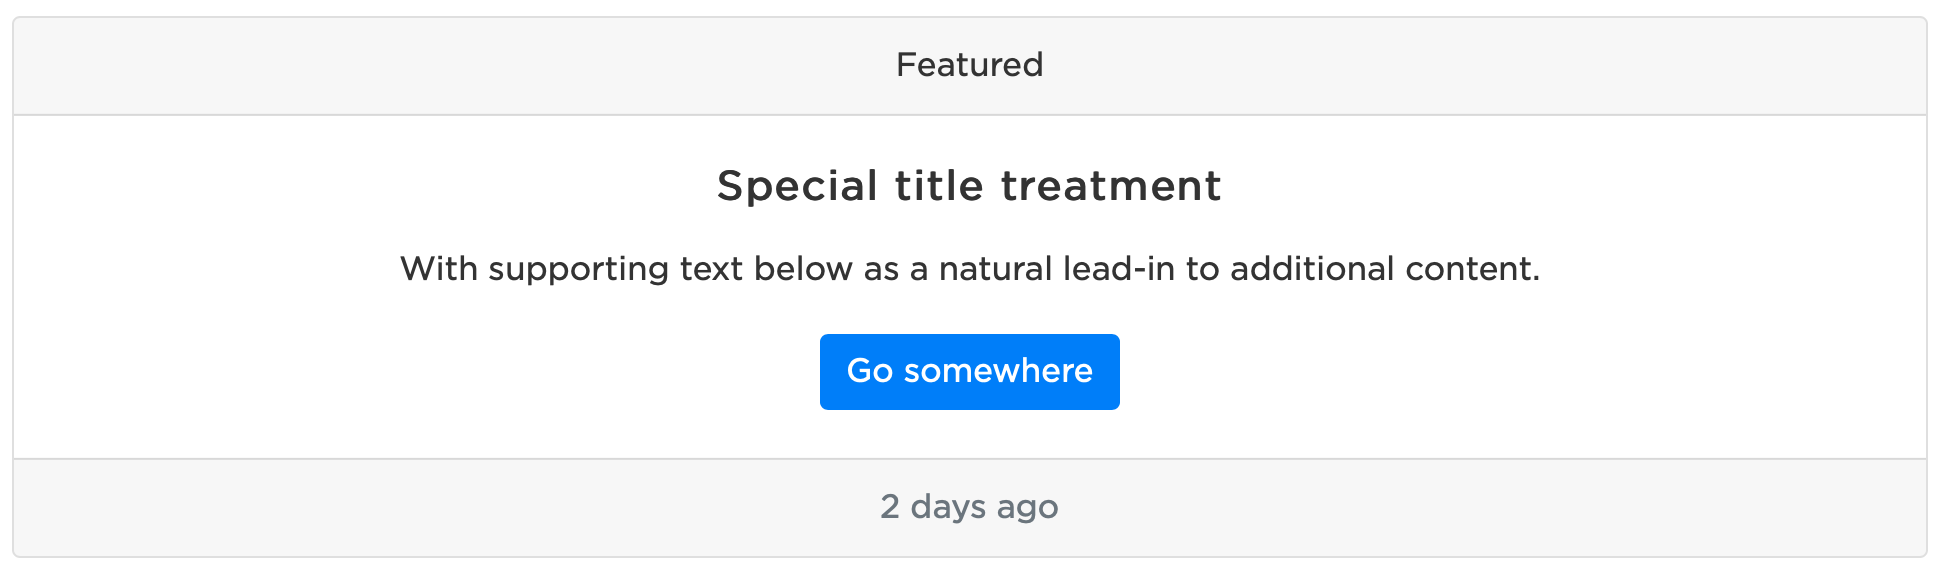 Featured
Special title treatment
With supporting text below as a natural lead-in to additional content.
Go somewhere
2 days ago